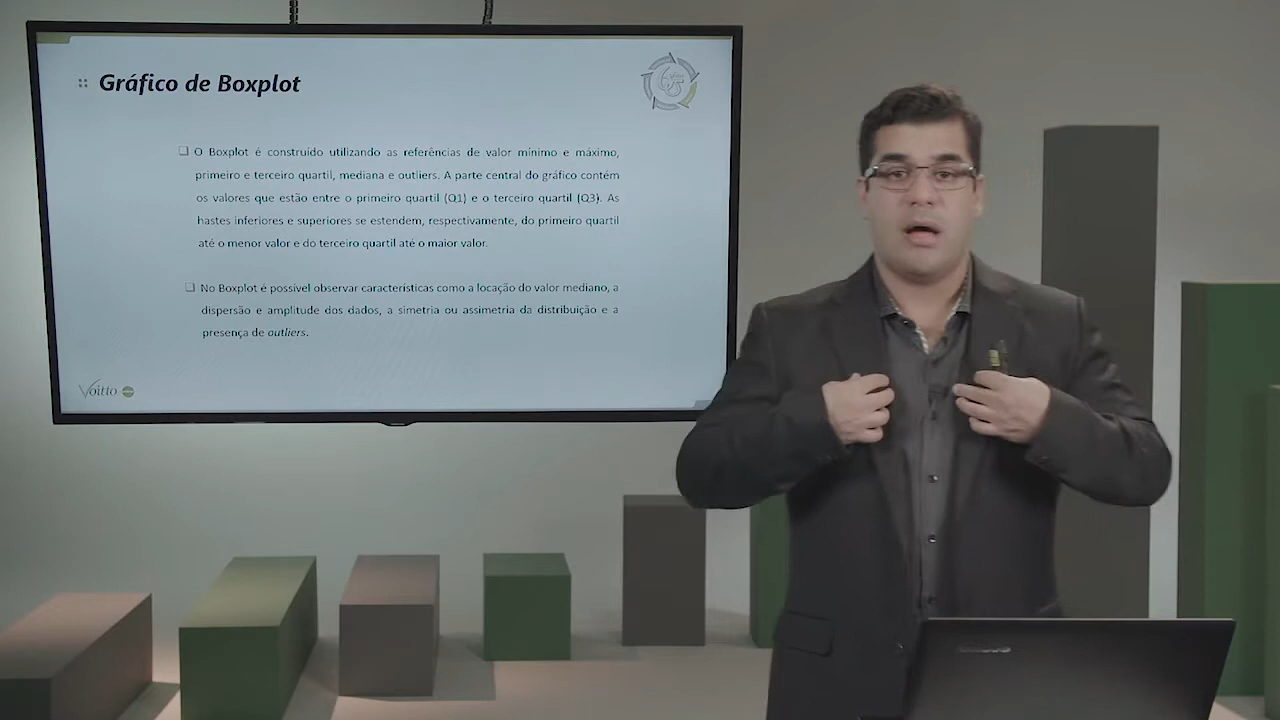 Gráfico de Boxplot
O Boxplot é construído utilizando as referências de valor mínimo e máximo,
primeiro e terceiro quartil, mediana e outliers. A parte central do gráfico contém
os valores que estão entre o primeiro quartil (Q1) e o terceiro quartil (Q3). As
hastes inferiores e superiores se estendem, respectivamente, do primeiro quartil
até o menor valor e do terceiro quartil até o maior valor.
No Boxplot é possível observar características como a locação do valor mediano, a
dispersão e amplitude dos dados, a simetria ou assimetria da distribuição e a
presença de outliers.
Voitto